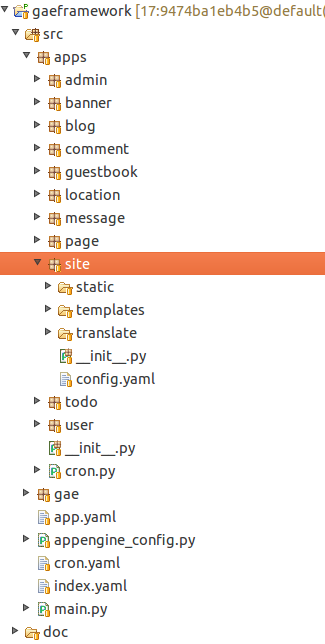 gaeframework [17:9474ba1eb4b5@default(
src
apps
admin
banner
blog
comment
guestbook
location
message
page
site
static
templates
translate
__init__.py
config.yaml
todo
user
__init__.py
cron.py
gae
app.yaml
appengine_config.py
cron.yaml
index.yaml
main.py
doc